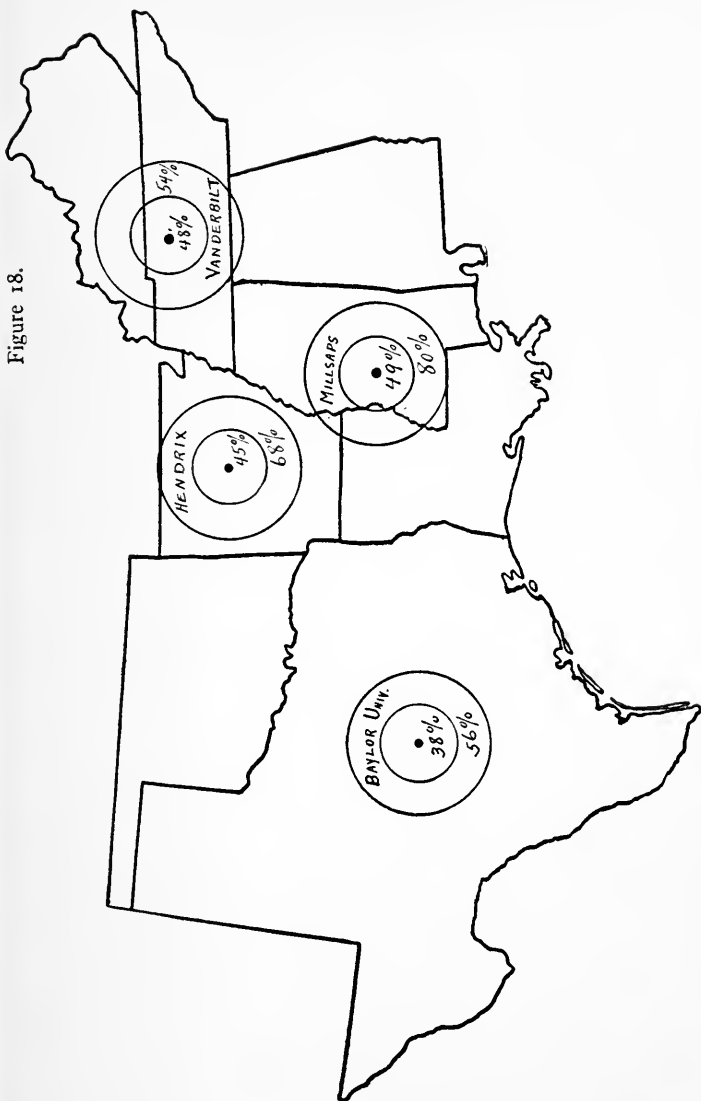 Figure 18.
VANDERBILT
48%
54%
HENDRIX
45%
68%
MILLSAPS
49%
80%
BAYLOR UNIV.
38%
56%